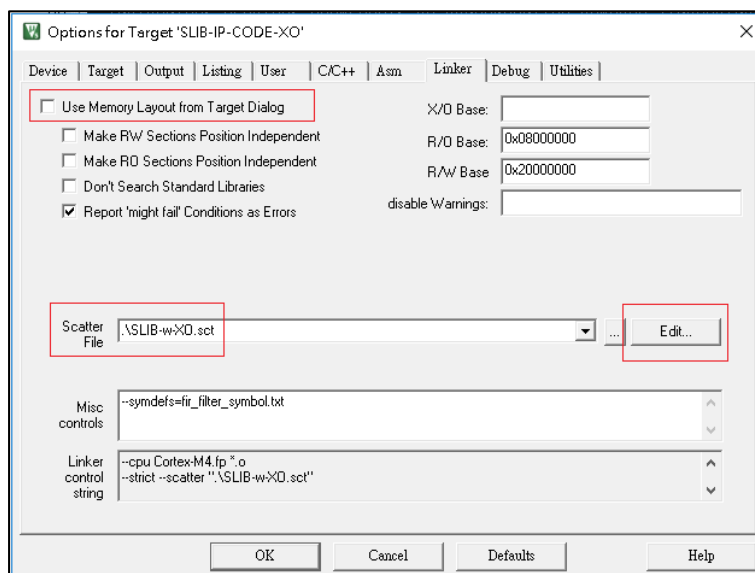 Options for Target 'SLIB-IP-CODE-XO'
Device | Target | Output | Listing | User | C/C++ | Asm | Linker | Debug | Utilities |
Use Memory Layout from Target Dialog
X/O Base:
Make RW Sections Position Independent
R/O Base: 0x08000000
Make RO Sections Position Independent
R/W Base 0x20000000
Don't Search Standard Libraries
disable Warnings:
Report 'might fail' Conditions as Errors
Scatter
File
.\SLIB-w-XO.sct
...
Edit...
Misc
controls
--symdefs=fir_filter_symbol.txt
Linker
control
string
--cpu Cortex-M4.fp *.o
--strict --scatter ".\SLIB-w-XO.sct"
OK
Cancel
Defaults
Help